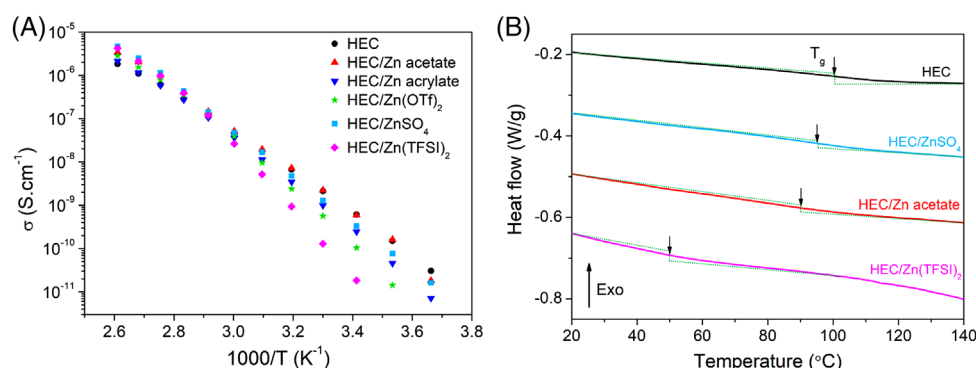 (A)
10⁻⁵
10⁻⁶
10⁻⁷
10⁻⁸
10⁻⁹
10⁻¹⁰
10⁻¹¹
σ (S.cm⁻¹)
HEC
HEC/Zn acetate
HEC/Zn acrylate
HEC/Zn(OTf)₂
HEC/ZnSO₄
HEC/Zn(TFSI)₂
2.6 2.8 3.0 3.2 3.4 3.6 3.8
1000/T (K⁻¹)
(B)
-0.2
-0.4
-0.6
-0.8
Heat flow (W/g)
Tg
HEC
HEC/ZnSO₄
HEC/Zn acetate
HEC/Zn(TFSI)₂
Exo
20 40 60 80 100 120 140
Temperature (°C)